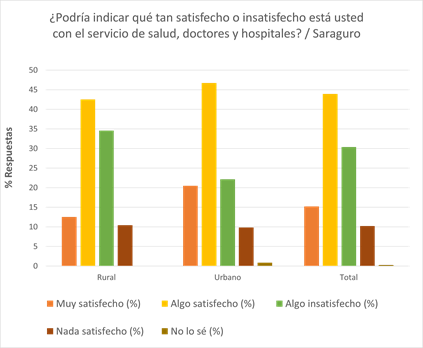 ¿Podría indicar qué tan satisfecho o insatisfecho está usted
con el servicio de salud, doctores y hospitales? / Saraguro
% Respuestas
50
45
40
35
30
25
20
15
10
5
0
Rural Urbano Total
Muy satisfecho (%) Algo satisfecho (%) Algo insatisfecho (%)
Nada satisfecho (%) No lo sé (%)